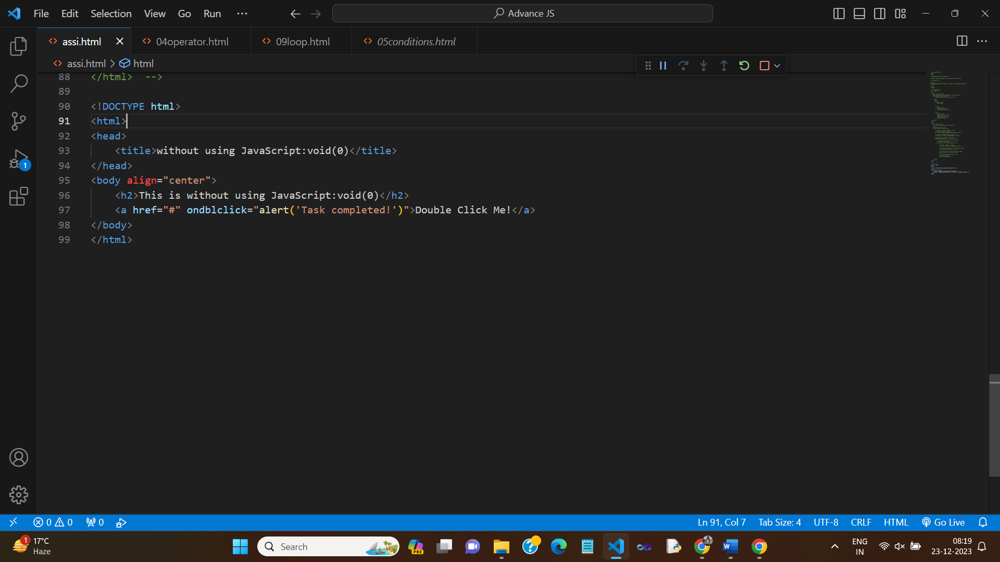 File Edit Selection View Go Run ··· Advance JS
assi.html 04operator.html 09loop.html 05conditions.html
assi.html > html
88 </html>  -->
89
90 <!DOCTYPE html>
91 <html>
92 <head>
93     <title>without using JavaScript:void(0)</title>
94 </head>
95 <body align="center">
96     <h2>This is without using JavaScript:void(0)</h2>
97     <a href="#" ondblclick="alert('Task completed!')">Double Click Me!</a>
98 </body>
99 </html>
1
0 0 0 Ln 91, Col 7 Tab Size: 4 UTF-8 CRLF HTML Go Live
1 17°C
Haze
Search
PRE
ENG
IN
08:19
23-12-2023